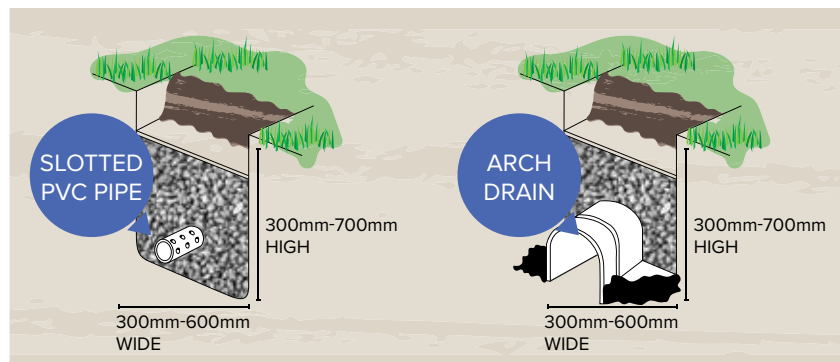 SLOTTED
PVC PIPE
300mm-700mm
HIGH
300mm-600mm
WIDE
ARCH
DRAIN
300mm-700mm
HIGH
300mm-600mm
WIDE